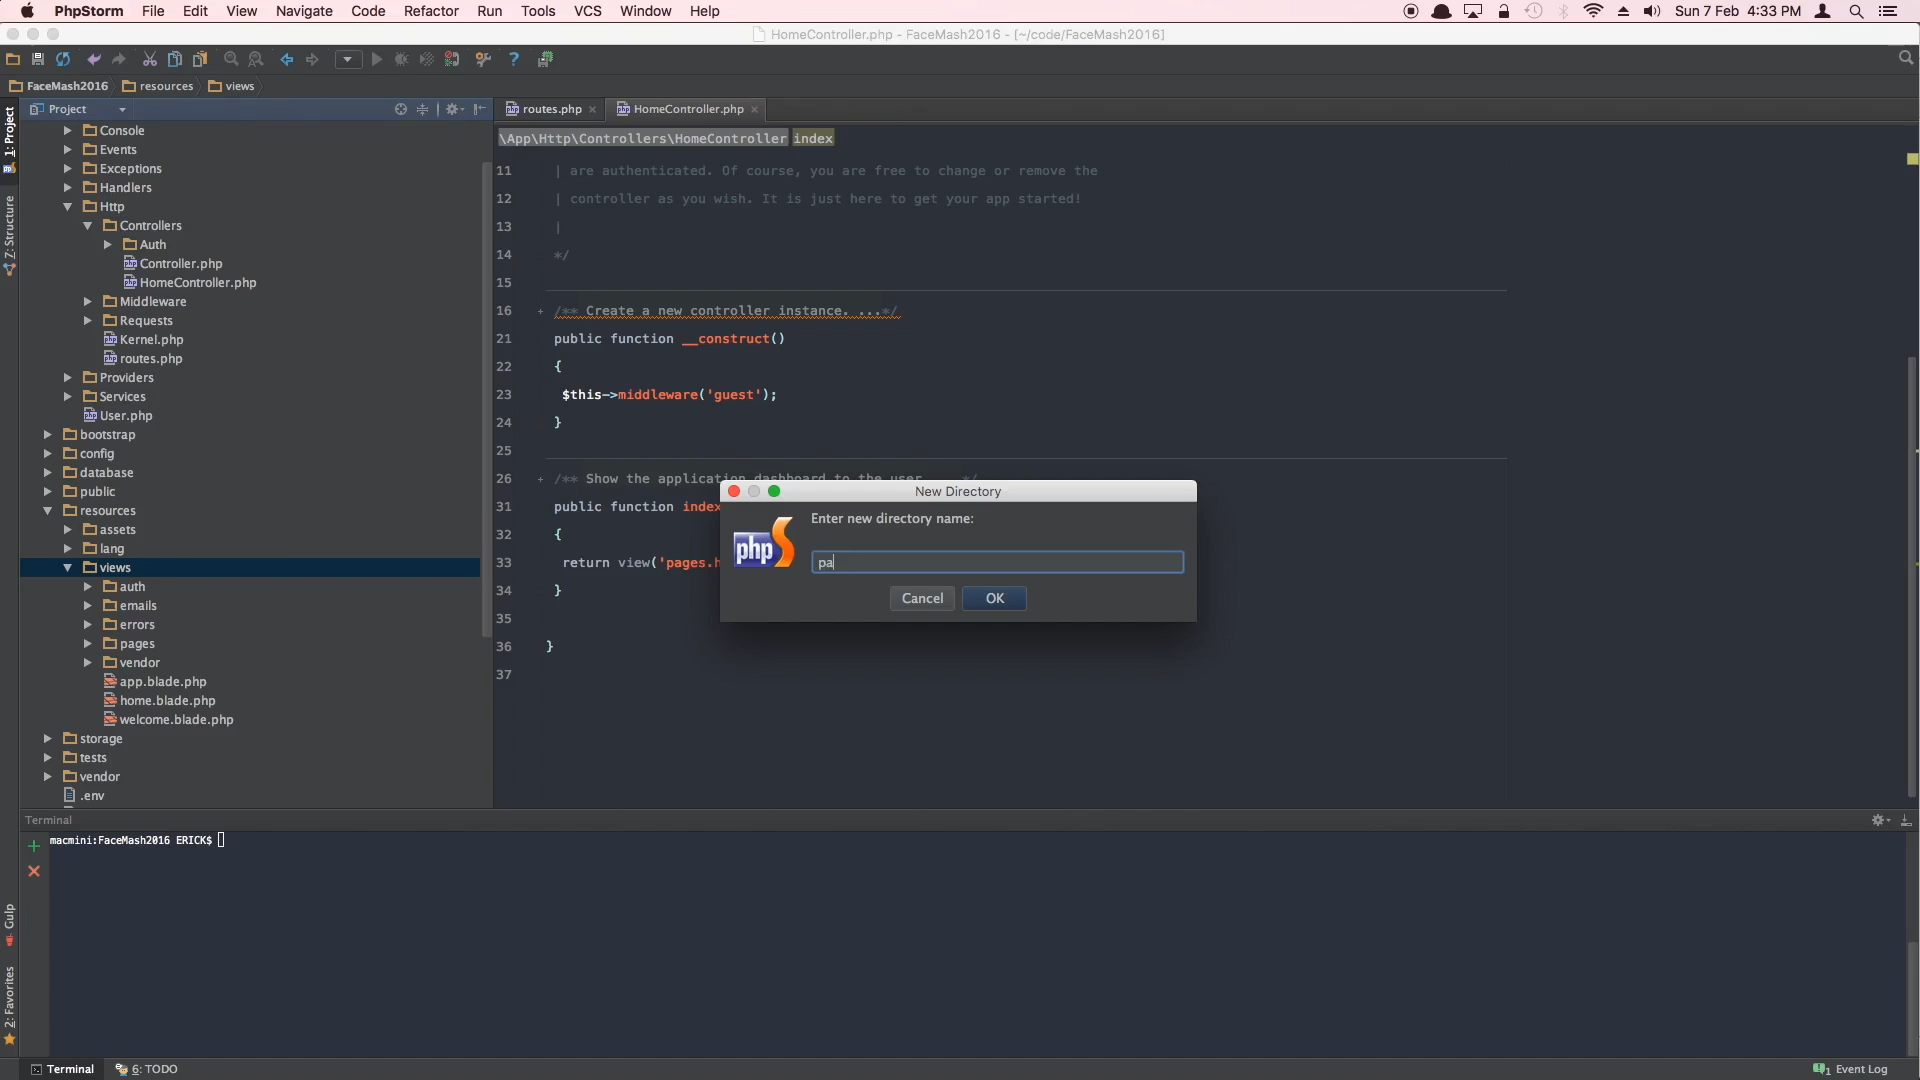 PhpStorm File Edit View Navigate Code Refactor Run Tools VCS Window Help Sun 7 Feb 4:33 PM
HomeController.php - FaceMash2016 - [~/code/FaceMash2016]
FaceMash2016 resources views
Project
routes.php HomeController.php
\App\Http\Controllers\HomeController index
1: Project
Z: Structure
Console
Events
Exceptions
Handlers
Http
Controllers
Auth
Controller.php
HomeController.php
Middleware
Requests
Kernel.php
routes.php
Providers
Services
User.php
bootstrap
config
database
public
resources
assets
lang
views
auth
emails
errors
pages
vendor
app.blade.php
home.blade.php
welcome.blade.php
storage
tests
vendor
.env
11 | are authenticated. Of course, you are free to change or remove the
12 | controller as you wish. It is just here to get your app started!
13 |
14 */
15
16 + /** Create a new controller instance. ...*/
21 public function __construct()
22 {
23 $this->middleware('guest');
24 }
25
26 + /** Show the application dashboard to the user. */
31 public function index
32 {
33 return view('pages.h
34 }
35
36 }
37
New Directory
php
Enter new directory name:
pa
Cancel OK
Terminal
macmini:FaceMash2016 ERICK$
Gulp
2: Favorites
Terminal 6: TODO
1 Event Log